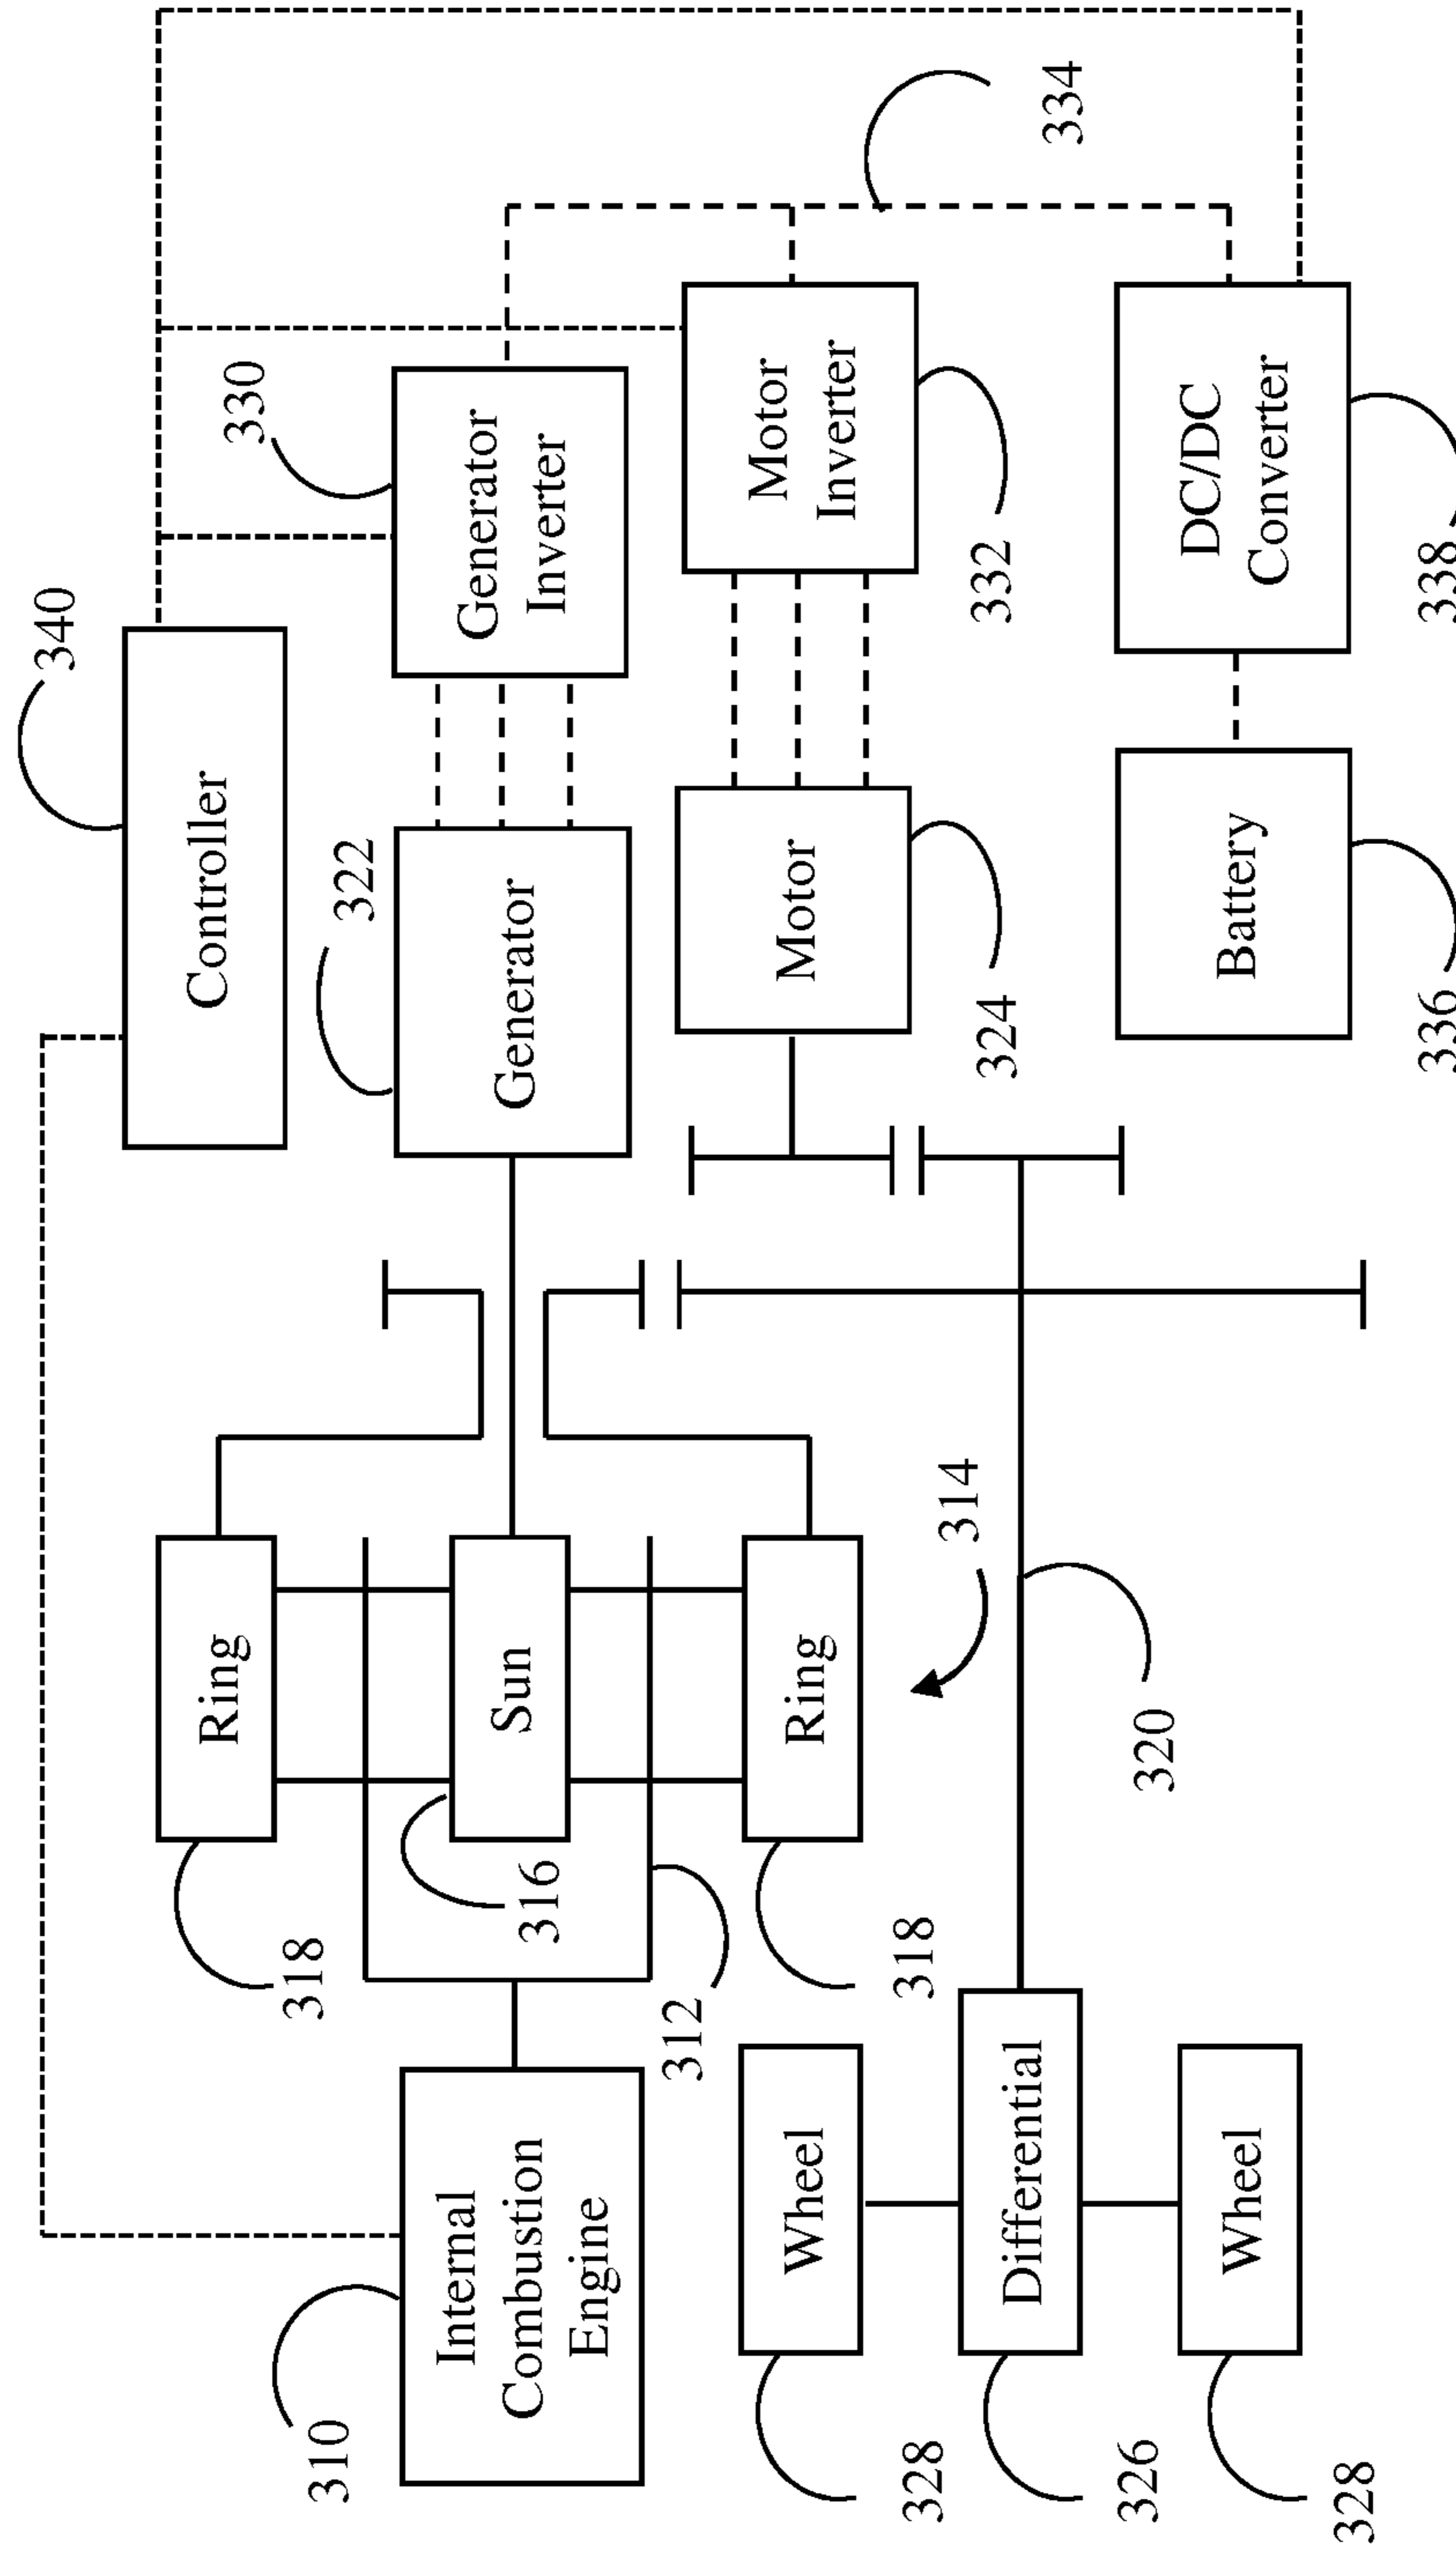 340
Controller
330
Generator
Inverter
322
Generator
334
Motor
Inverter
332
Motor
324
DC/DC
Converter
338
Battery
336
Ring
318
Sun
316
312
Ring
318
314
320
310
Internal
Combustion
Engine
Wheel
328
Differential
326
Wheel
328